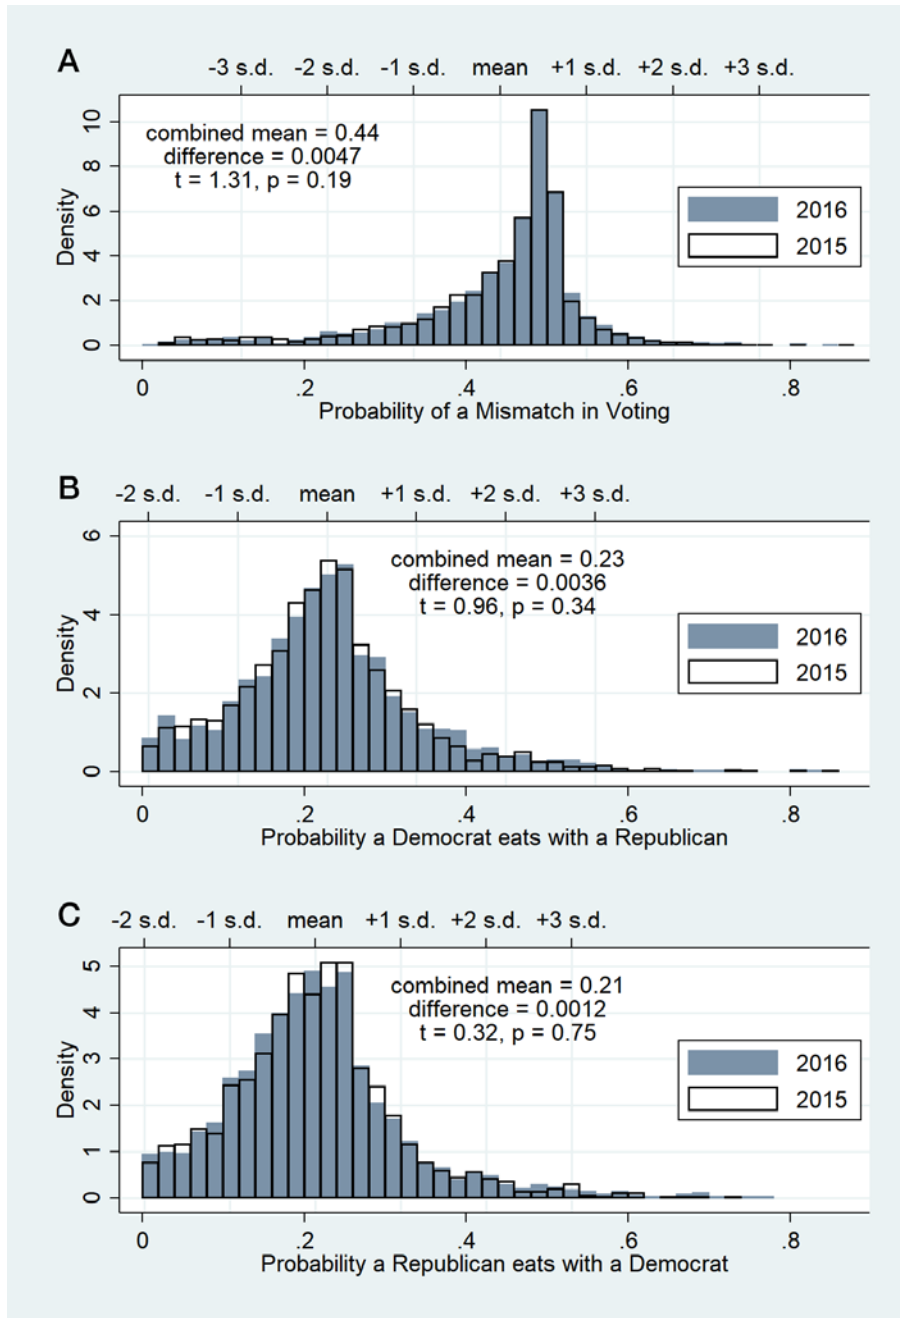 A
-3 s.d. -2 s.d. -1 s.d. mean +1 s.d. +2 s.d. +3 s.d.
combined mean = 0.44
difference = 0.0047
t = 1.31, p = 0.19
2016
2015
Density
10
8
6
4
2
0
0 .2 .4 .6 .8
Probability of a Mismatch in Voting
B
-2 s.d. -1 s.d. mean +1 s.d. +2 s.d. +3 s.d.
combined mean = 0.23
difference = 0.0036
t = 0.96, p = 0.34
2016
2015
Density
6
4
2
0
0 .2 .4 .6 .8
Probability a Democrat eats with a Republican
C
-2 s.d. -1 s.d. mean +1 s.d. +2 s.d. +3 s.d.
combined mean = 0.21
difference = 0.0012
t = 0.32, p = 0.75
2016
2015
Density
5
4
3
2
1
0
0 .2 .4 .6 .8
Probability a Republican eats with a Democrat